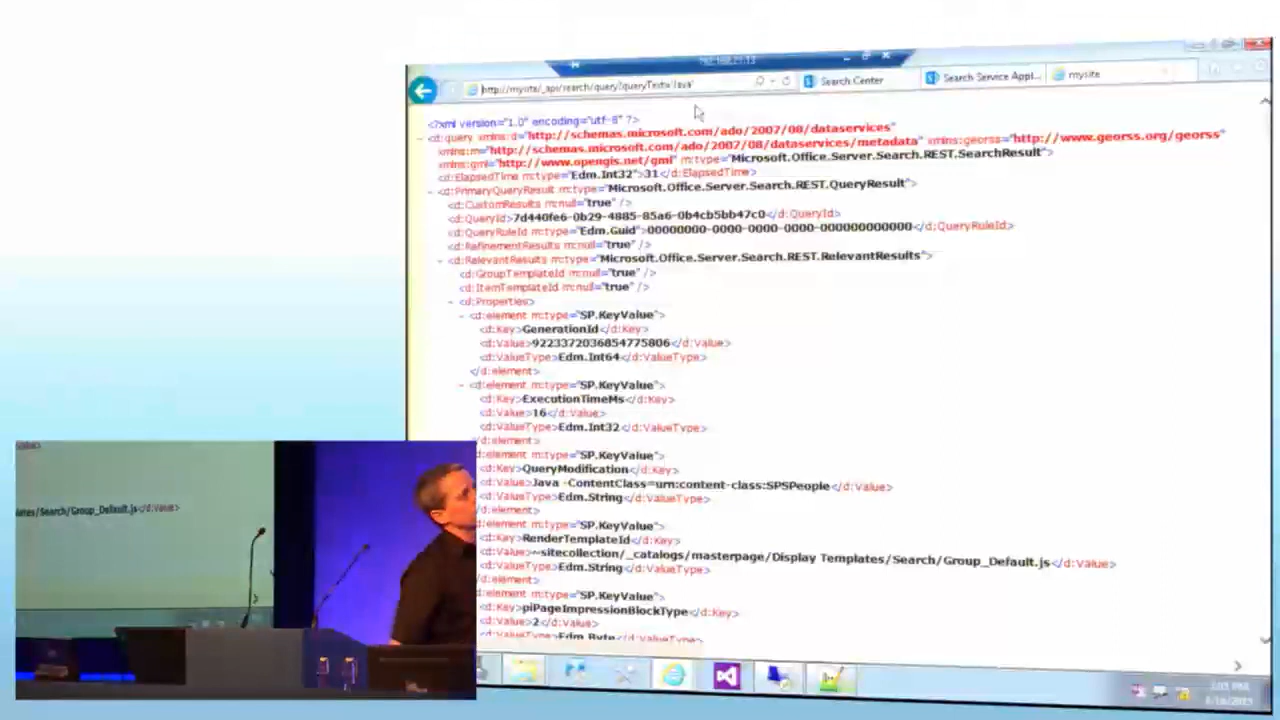 192.168.21.13
http://mysite/_api/search/query?queryText='Java'
Search Center
Search Service Appl...
mysite
<?xml version="1.0" encoding="utf-8" ?>
- <d:query xmlns:d="http://schemas.microsoft.com/ado/2007/08/dataservices"
xmlns:m="http://schemas.microsoft.com/ado/2007/08/dataservices/metadata" xmlns:georss="http://www.georss.org/georss"
xmlns:gml="http://www.opengis.net/gml" m:type="Microsoft.Office.Server.Search.REST.SearchResult">
<d:ElapsedTime m:type="Edm.Int32">31</d:ElapsedTime>
- <d:PrimaryQueryResult m:type="Microsoft.Office.Server.Search.REST.QueryResult">
<d:CustomResults m:null="true" />
<d:QueryId>7d440fe6-0b29-4885-85a6-0b4cb5bb47c0</d:QueryId>
<d:QueryRuleId m:type="Edm.Guid">00000000-0000-0000-0000-000000000000</d:QueryRuleId>
<d:RefinementResults m:null="true" />
- <d:RelevantResults m:type="Microsoft.Office.Server.Search.REST.RelevantResults">
<d:GroupTemplateId m:null="true" />
<d:ItemTemplateId m:null="true" />
- <d:Properties>
- <d:element m:type="SP.KeyValue">
<d:Key>GenerationId</d:Key>
<d:Value>9223372036854775806</d:Value>
<d:ValueType>Edm.Int64</d:ValueType>
</d:element>
- <d:element m:type="SP.KeyValue">
<d:Key>ExecutionTimeMs</d:Key>
<d:Value>16</d:Value>
<d:ValueType>Edm.Int32</d:ValueType>
/d:element>
d:element m:type="SP.KeyValue">
<d:Key>QueryModification</d:Key>
<d:Value>Java -ContentClass=urn:content-class:SPSPeople</d:Value>
<d:ValueType>Edm.String</d:ValueType>
/d:element>
d:element m:type="SP.KeyValue">
<d:Key>RenderTemplateId</d:Key>
<d:Value>~sitecollection/_catalogs/masterpage/Display Templates/Search/Group_Default.js</d:Value>
<d:ValueType>Edm.String</d:ValueType>
/d:element>
d:element m:type="SP.KeyValue">
<d:Key>piPageImpressionBlockType</d:Key>
<d:Value>2</d:Value>
<d:ValueType>Edm.Byte</d:ValueType>
ates/Search/Group_Default.js</d:Value>